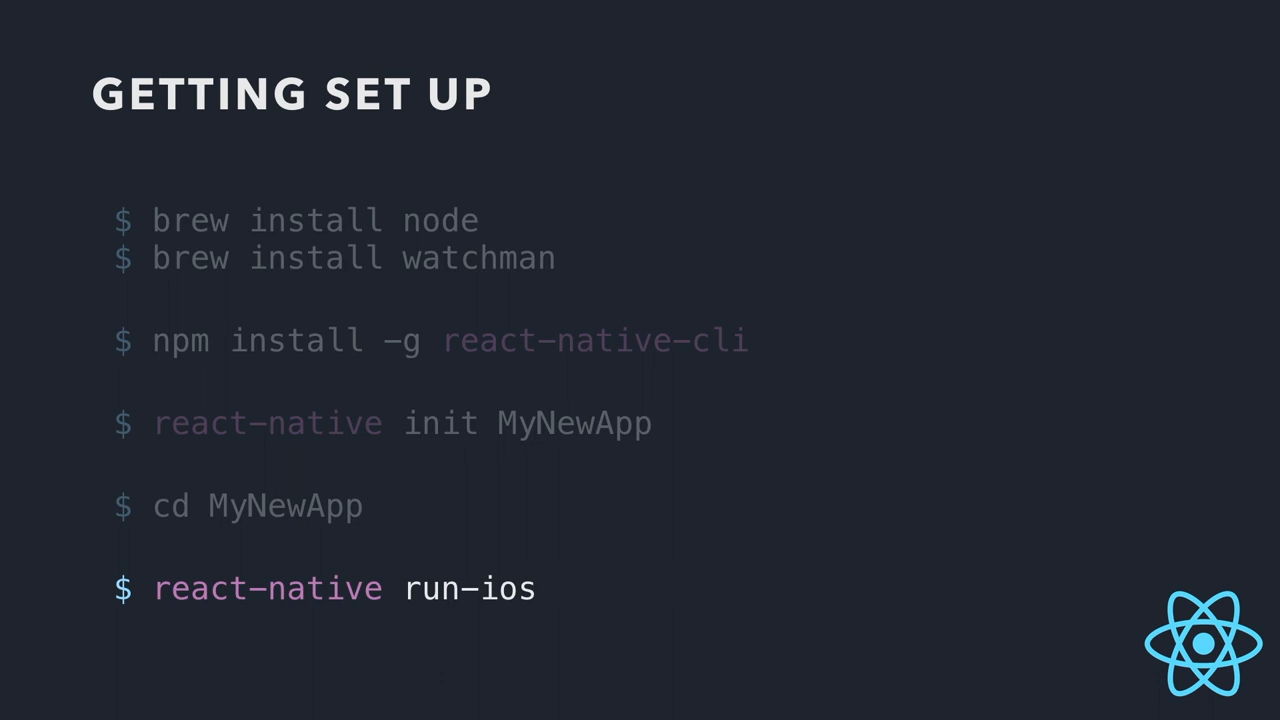 GETTING SET UP
$ brew install node
$ brew install watchman
$ npm install -g react-native-cli
$ react-native init MyNewApp
$ cd MyNewApp
$ react-native run-ios